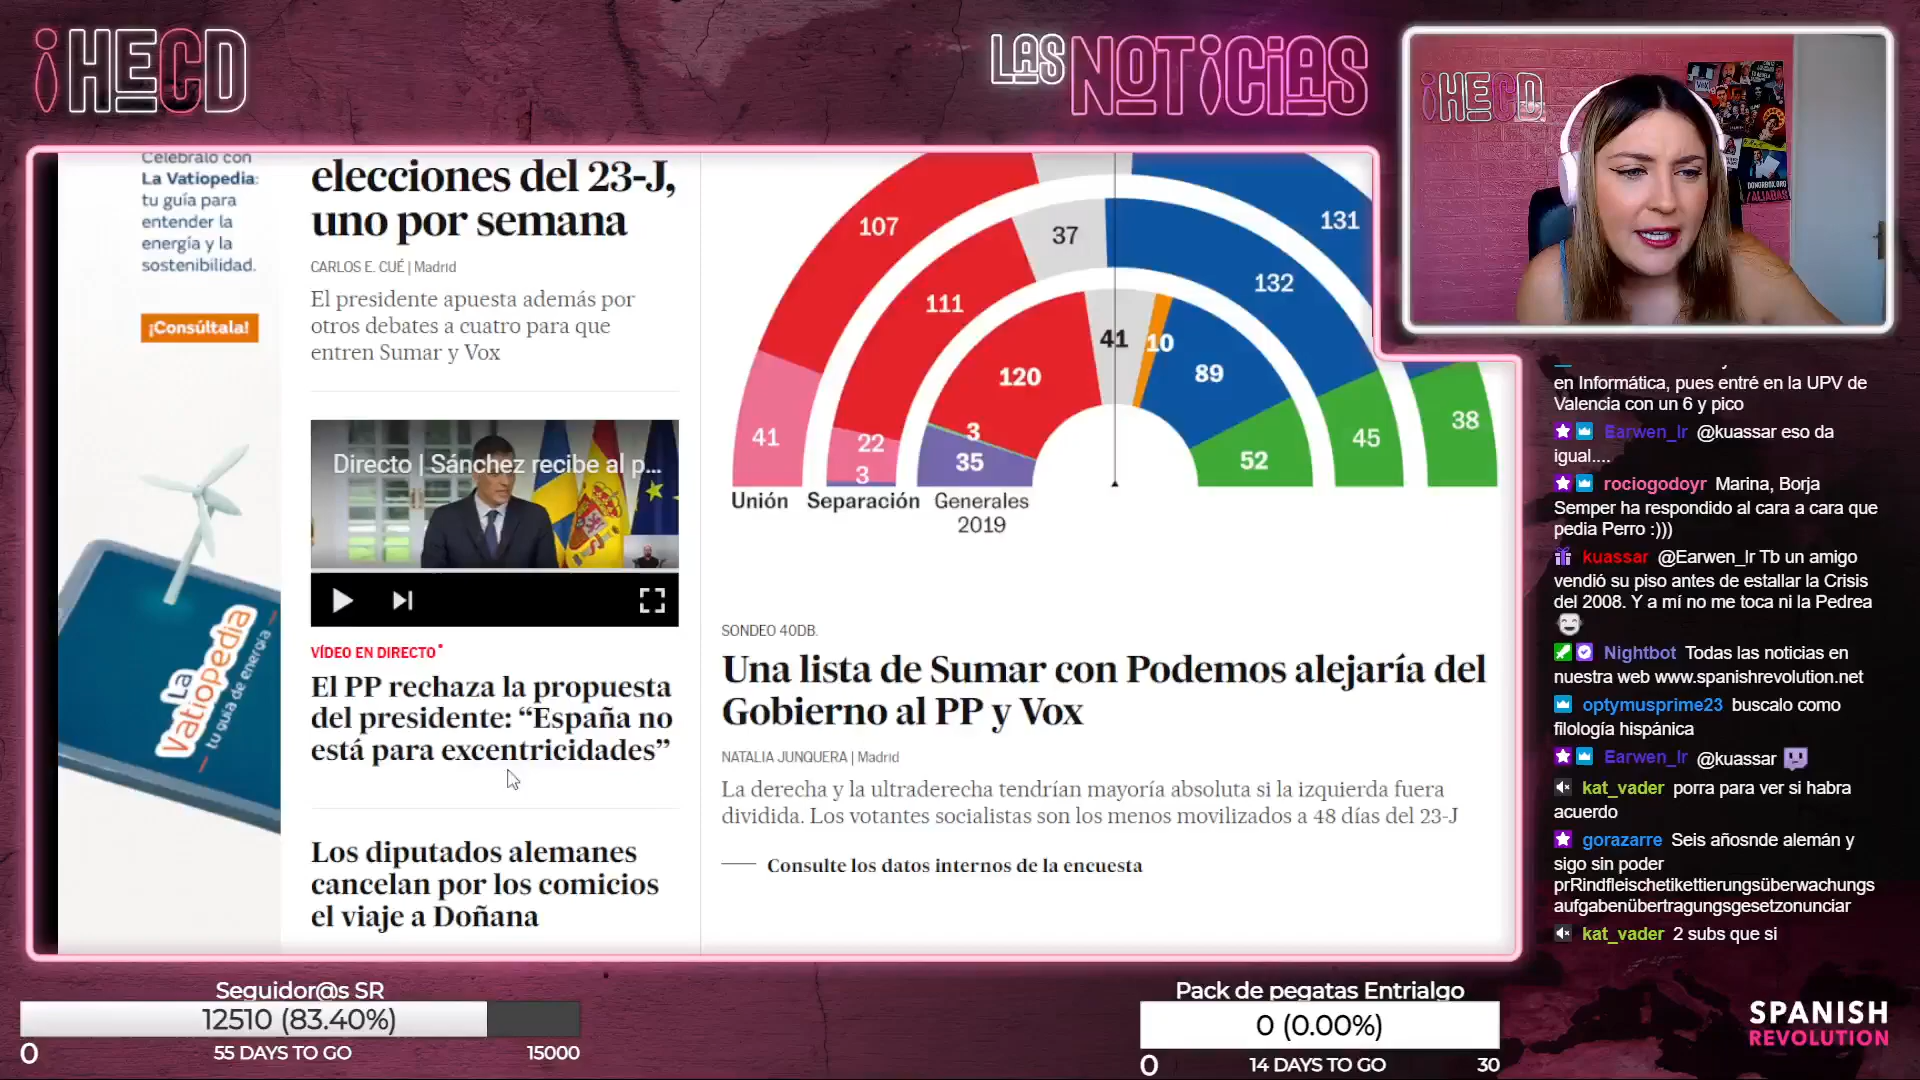 ¡HECD
LAS NOTICIAS
¡HECD
Celébralo con
La Vatiopedia:
tu guía para
entender la
energía y la
sostenibilidad.
¡Consúltala!
La
Vatiopedia
tu guía de energía
elecciones del 23-J,
uno por semana
CARLOS E. CUÉ | Madrid
El presidente apuesta además por
otros debates a cuatro para que
entren Sumar y Vox
Directo | Sánchez recibe al p...
VÍDEO EN DIRECTO
El PP rechaza la propuesta
del presidente: “España no
está para excentricidades”
Los diputados alemanes
cancelan por los comicios
el viaje a Doñana
107
131
37
111
132
41
10
120
89
41
22
3
3
35
52
45
38
Unión
Separación
Generales
2019
SONDEO 40DB.
Una lista de Sumar con Podemos alejaría del
Gobierno al PP y Vox
NATALIA JUNQUERA | Madrid
La derecha y la ultraderecha tendrían mayoría absoluta si la izquierda fuera
dividida. Los votantes socialistas son los menos movilizados a 48 días del 23-J
Consulte los datos internos de la encuesta
DONORBOX.ORG
/ALIADAS
en Informática, pues entré en la UPV de
Valencia con un 6 y pico
Earwen_lr @kuassar eso da
igual....
rociogodoyr Marina, Borja
Semper ha respondido al cara a cara que
pedia Perro :)))
kuassar @Earwen_lr Tb un amigo
vendió su piso antes de estallar la Crisis
del 2008. Y a mí no me toca ni la Pedrea
Nightbot Todas las noticias en
nuestra web www.spanishrevolution.net
optymusprime23 buscalo como
filología hispánica
Earwen_lr @kuassar
kat_vader porra para ver si habra
acuerdo
gorazarre Seis añosnde alemán y
sigo sin poder
prRindfleischetikettierungsüberwachungs
aufgabenübertragungsgesetzonunciar
kat_vader 2 subs que si
Seguidor@s SR
12510 (83.40%)
0
55 DAYS TO GO
15000
Pack de pegatas Entrialgo
0 (0.00%)
0
14 DAYS TO GO
30
SPANISH
REVOLUTION